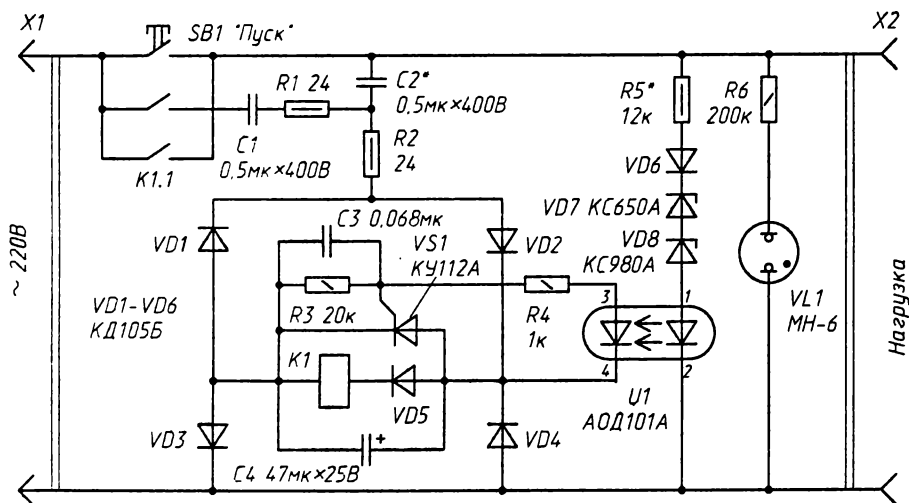 X1
SB1 "Пуск"
X2
R1 24
C2*
0,5мк×400В
C1
0,5мк×400В
R2
24
K1.1
R5*
12к
R6
200к
VD6
VD7 КС650А
VD8
КС980А
C3 0,068мк
VS1
КУ112А
VD1
VD2
~ 220В
VD1-VD6
КД105Б
R3 20к
R4
1к
3
1
4
2
VL1
МН-6
Нагрузка
K1
VD5
U1
АОД101А
VD3
VD4
+
C4 47мк×25В